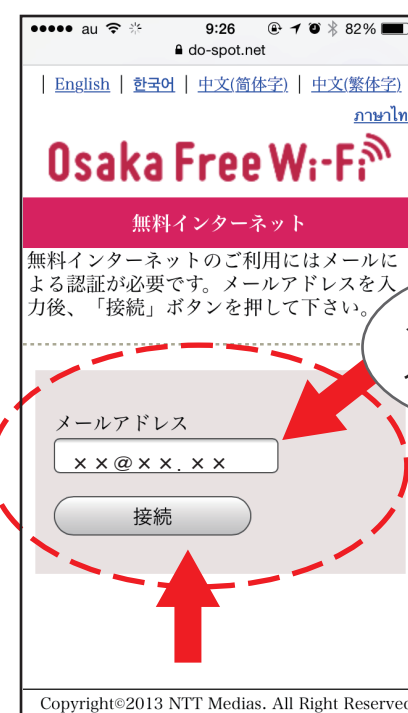 au 9:26 82%
do-spot.net
| English | 한국어 | 中文(简体字) | 中文(繁体字)
ภาษาไท
Osaka Free Wi-Fi
無料インターネット
無料インターネットのご利用にはメールに
よる認証が必要です。メールアドレスを入
力後、「接続」ボタンを押して下さい。
メールアドレス
××@××.××
接続
Copyright©2013 NTT Medias. All Right Reserved